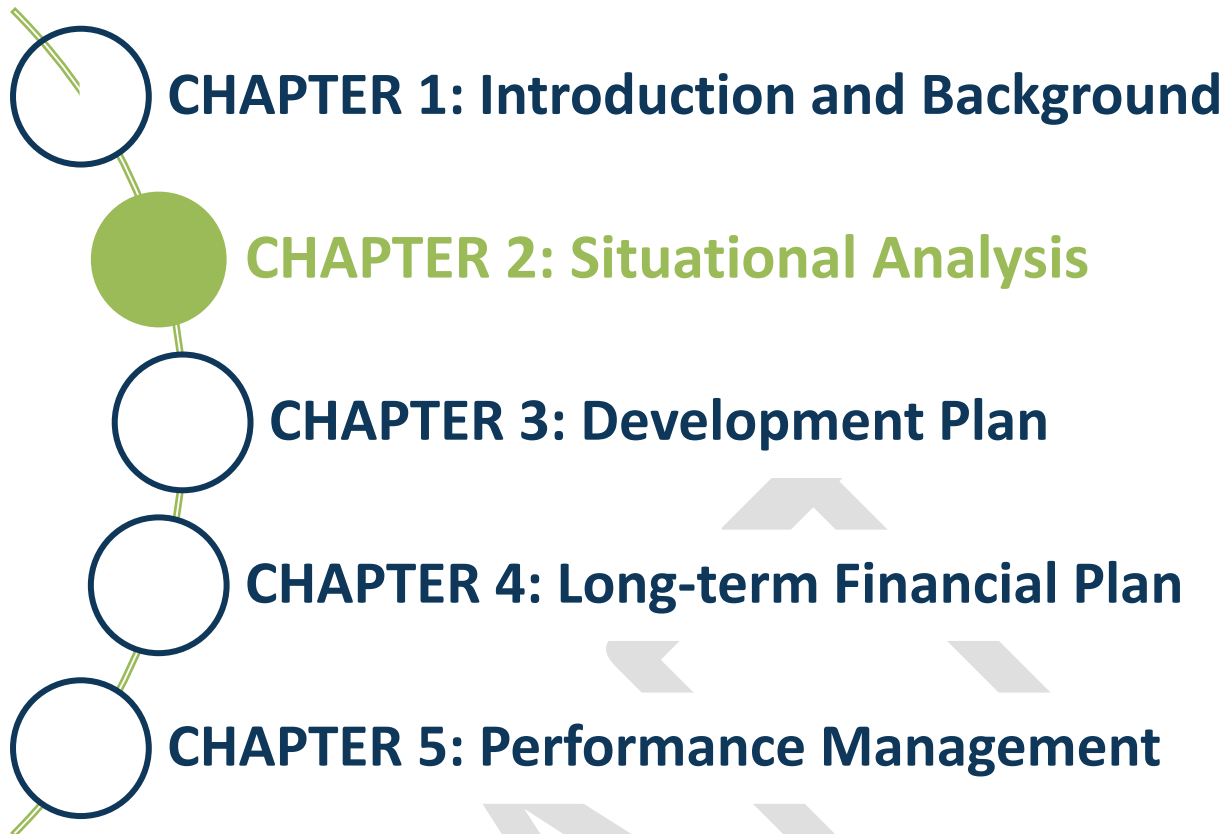 CHAPTER 1: Introduction and Background
CHAPTER 2: Situational Analysis
CHAPTER 3: Development Plan
CHAPTER 4: Long-term Financial Plan
CHAPTER 5: Performance Management